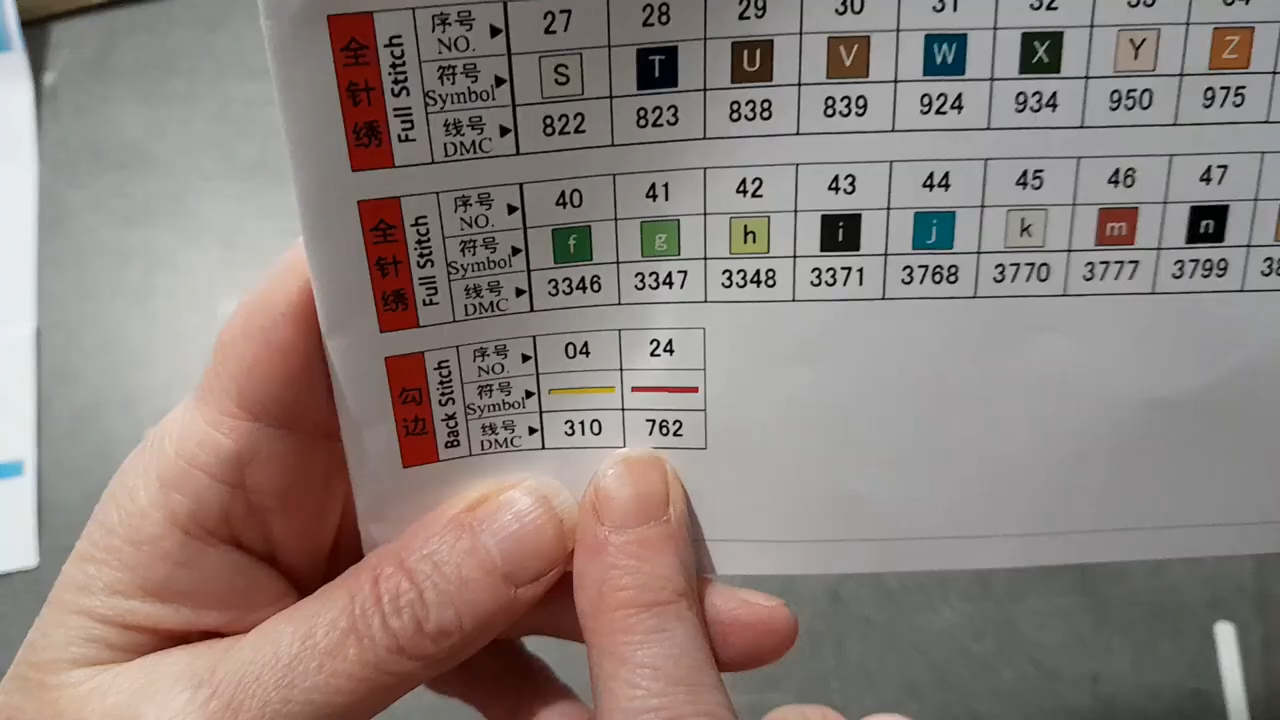 全针绣 Full Stitch 序号 NO. 27 28 29 30 31 32 33
符号 Symbol S T U V W X Y Z
线号 DMC 822 823 838 839 924 934 950 975
全针绣 Full Stitch 序号 NO. 40 41 42 43 44 45 46 47
符号 Symbol f g h i j k m n
线号 DMC 3346 3347 3348 3371 3768 3770 3777 3799
勾边 Back Stitch 序号 NO. 04 24
符号 Symbol
线号 DMC 310 762